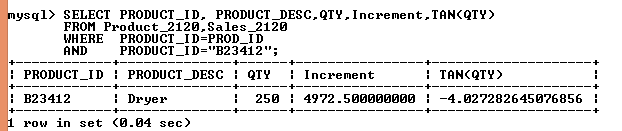 mysql> SELECT PRODUCT_ID, PRODUCT_DESC,QTY,Increment,TAN(QTY)
FROM Product_2120,Sales_2120
WHERE PRODUCT_ID=PROD_ID
AND PRODUCT_ID="B23412";
+------------+--------------+-----+----------------+--------------------+
| PRODUCT_ID | PRODUCT_DESC | QTY | Increment | TAN(QTY) |
+------------+--------------+-----+----------------+--------------------+
| B23412 | Dryer | 250 | 4972.500000000 | -4.027282645076856 |
+------------+--------------+-----+----------------+--------------------+
1 row in set (0.04 sec)